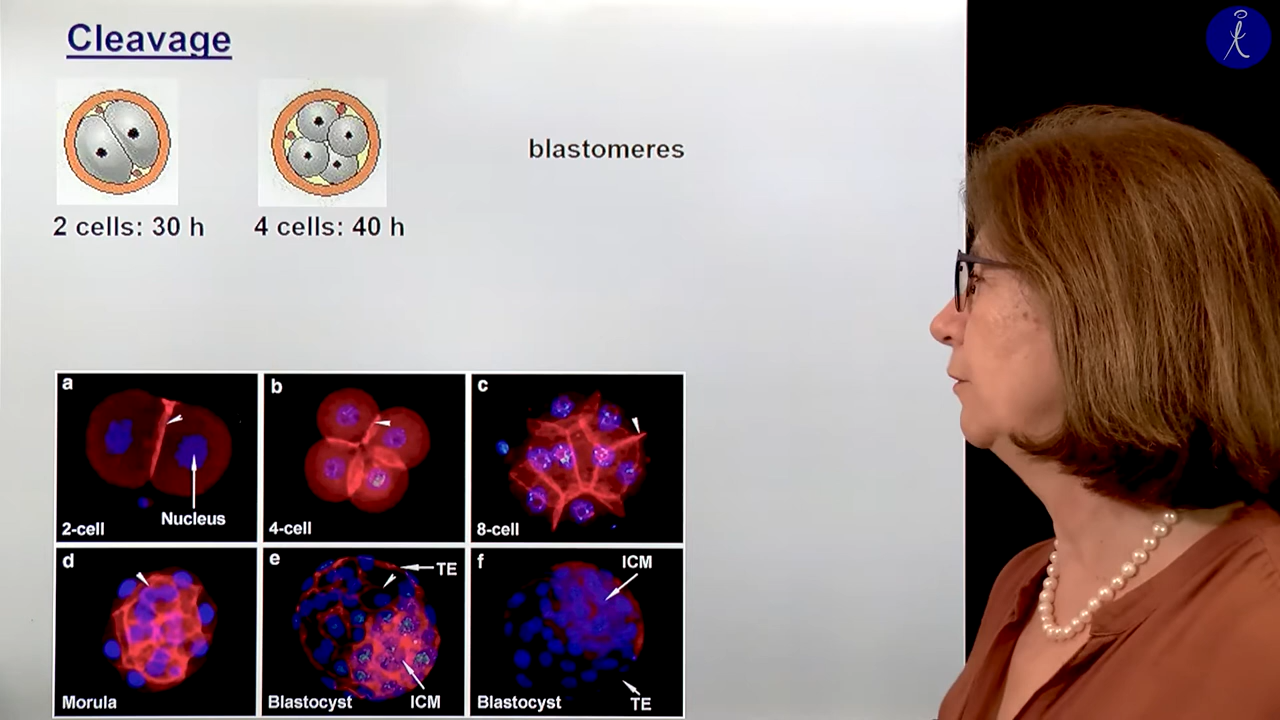 Cleavage
blastomeres
2 cells: 30 h
4 cells: 40 h
a
b
c
Nucleus
2-cell
4-cell
8-cell
d
e
f
TE
ICM
Morula
Blastocyst
ICM
Blastocyst
TE